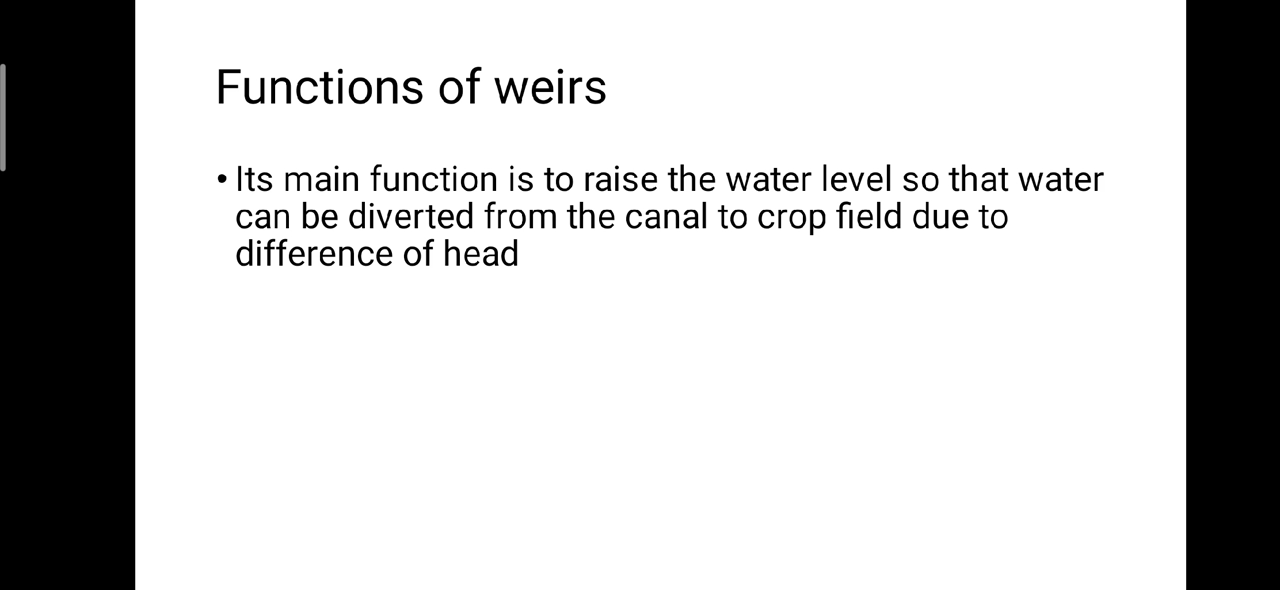 Functions of weirs
• Its main function is to raise the water level so that water
can be diverted from the canal to crop field due to
difference of head